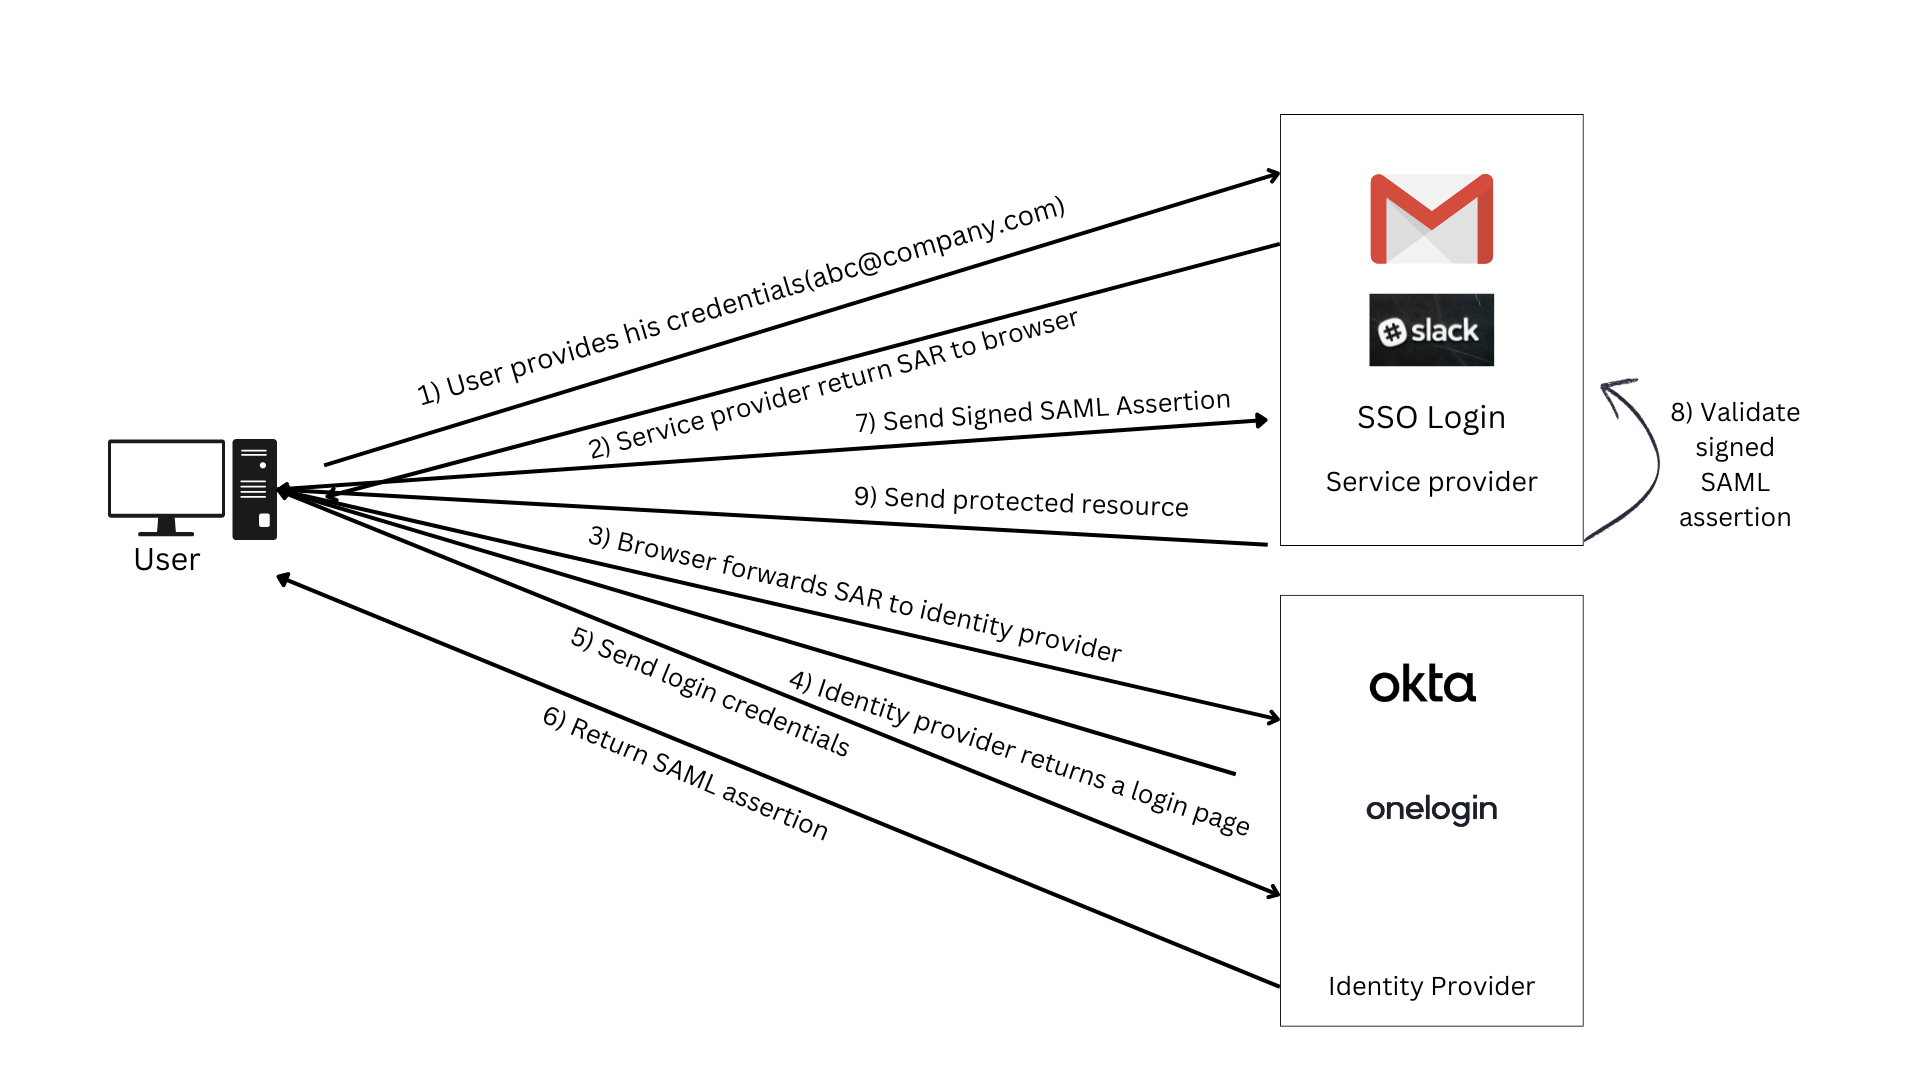 1) User provides his credentials(abc@company.com)
2) Service provider return SAR to browser
7) Send Signed SAML Assertion
9) Send protected resource
3) Browser forwards SAR to identity provider
4) Identity provider returns a login page
5) Send login credentials
6) Return SAML assertion
User
slack
SSO Login
Service provider
8) Validate
signed
SAML
assertion
okta
onelogin
Identity Provider